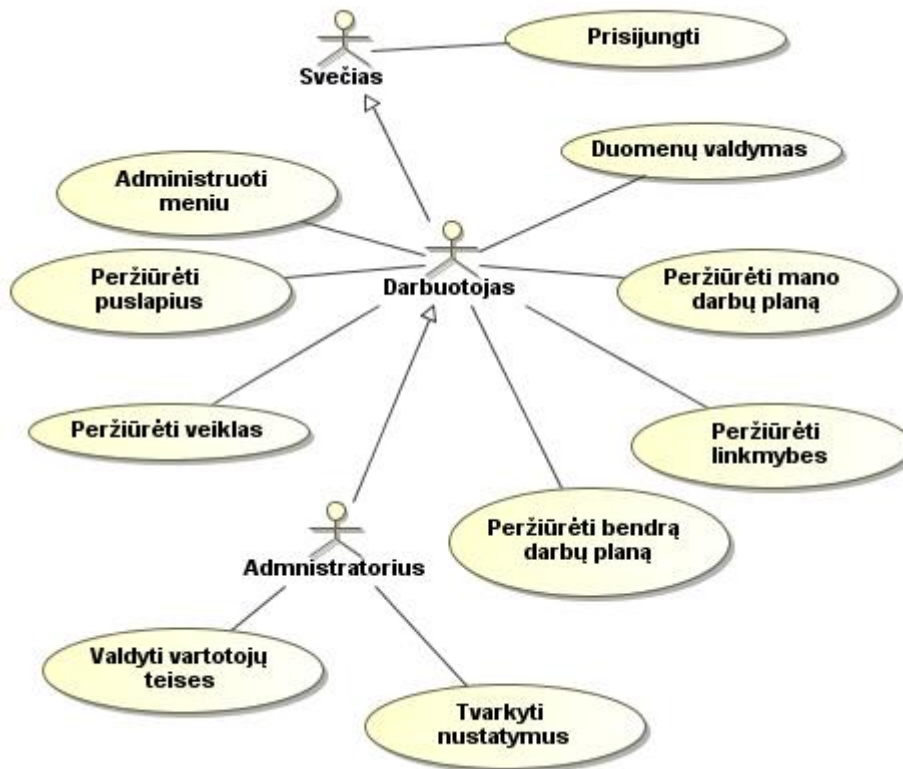 Prisijungti
Svečias
Duomenų valdymas
Administruoti
meniu
Peržiūrėti
puslapius
Darbuotojas
Peržiūrėti mano
darbų planą
Peržiūrėti veiklas
Peržiūrėti
linkmybes
Peržiūrėti bendrą
darbų planą
Admnistratorius
Valdyti vartotojų
teises
Tvarkyti
nustatymus